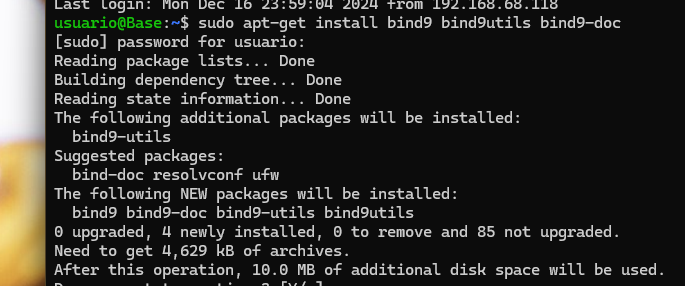 Last login: Mon Dec 16 23:59:04 2024 from 192.168.68.118
usuario@Base:~$ sudo apt-get install bind9 bind9utils bind9-doc
[sudo] password for usuario:
Reading package lists... Done
Building dependency tree... Done
Reading state information... Done
The following additional packages will be installed:
  bind9-utils
Suggested packages:
  bind-doc resolvconf ufw
The following NEW packages will be installed:
  bind9 bind9-doc bind9-utils bind9utils
0 upgraded, 4 newly installed, 0 to remove and 85 not upgraded.
Need to get 4,629 kB of archives.
After this operation, 10.0 MB of additional disk space will be used.